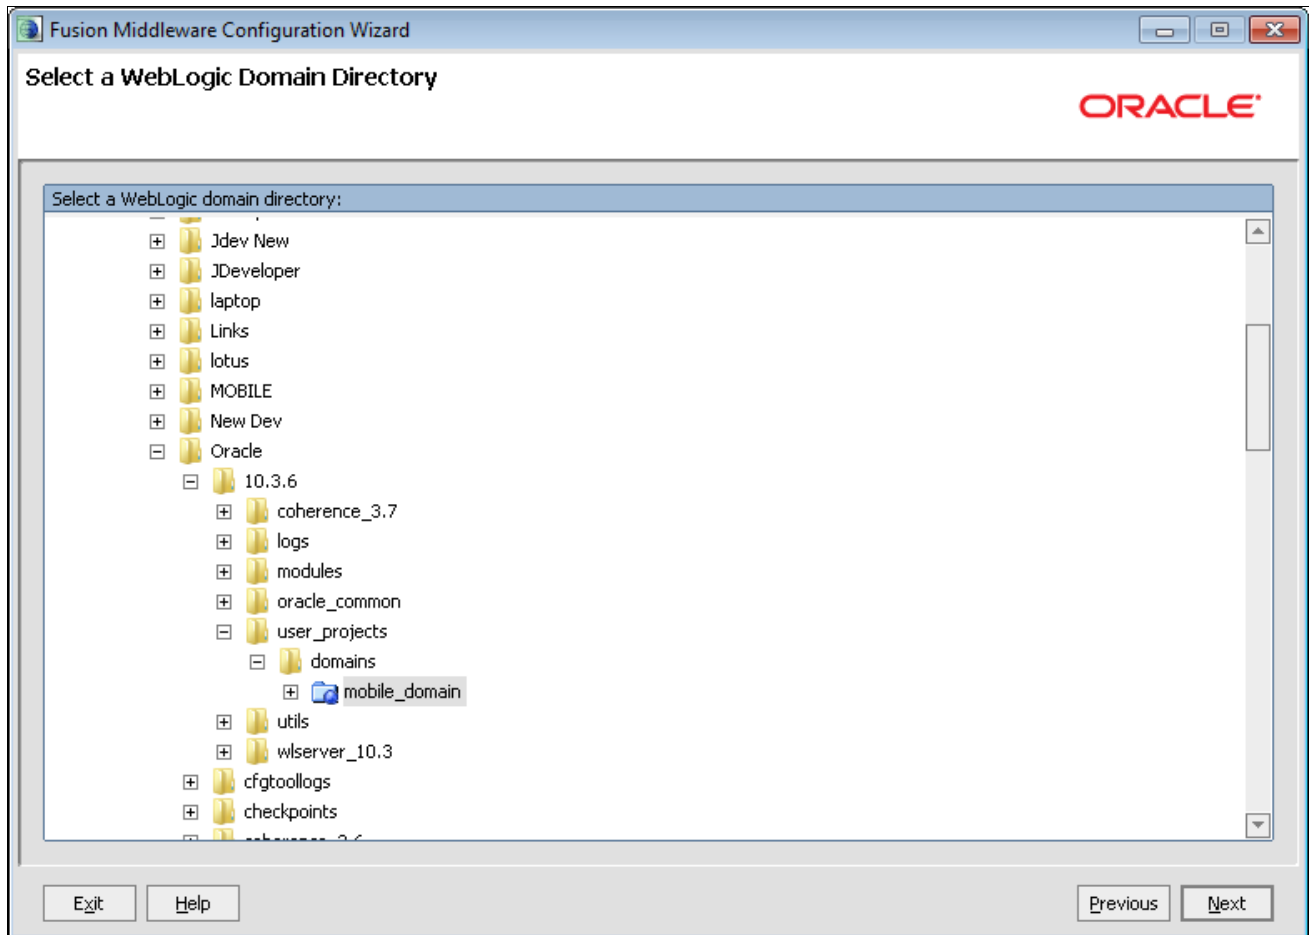 Fusion Middleware Configuration Wizard
Select a WebLogic Domain Directory
ORACLE
Select a WebLogic domain directory:
Jdev New
JDeveloper
laptop
Links
lotus
MOBILE
New Dev
Oracle
10.3.6
coherence_3.7
logs
modules
oracle_common
user_projects
domains
mobile_domain
utils
wlserver_10.3
cfgtoollogs
checkpoints
Exit
Help
Previous
Next